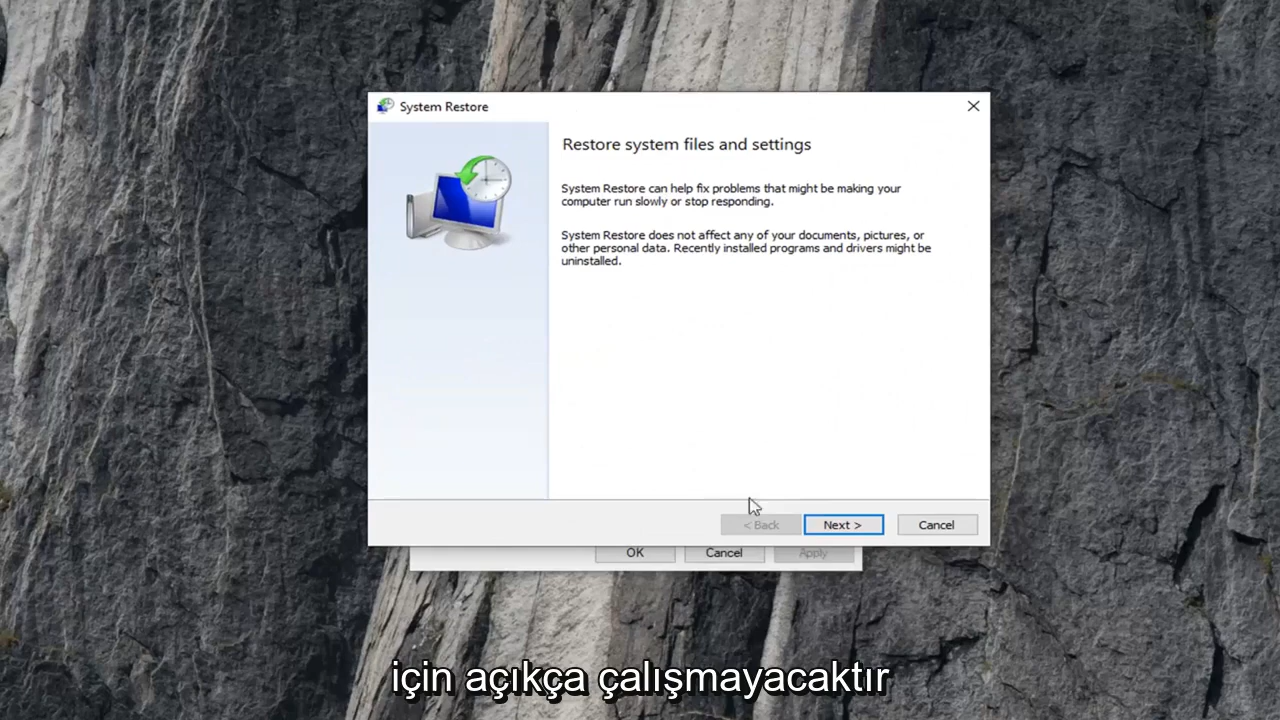 System Restore
Restore system files and settings
System Restore can help fix problems that might be making your
computer run slowly or stop responding.
System Restore does not affect any of your documents, pictures, or
other personal data. Recently installed programs and drivers might be
uninstalled.
< Back
Next >
Cancel
OK
Cancel
Apply
için açıkça çalışmayacaktır